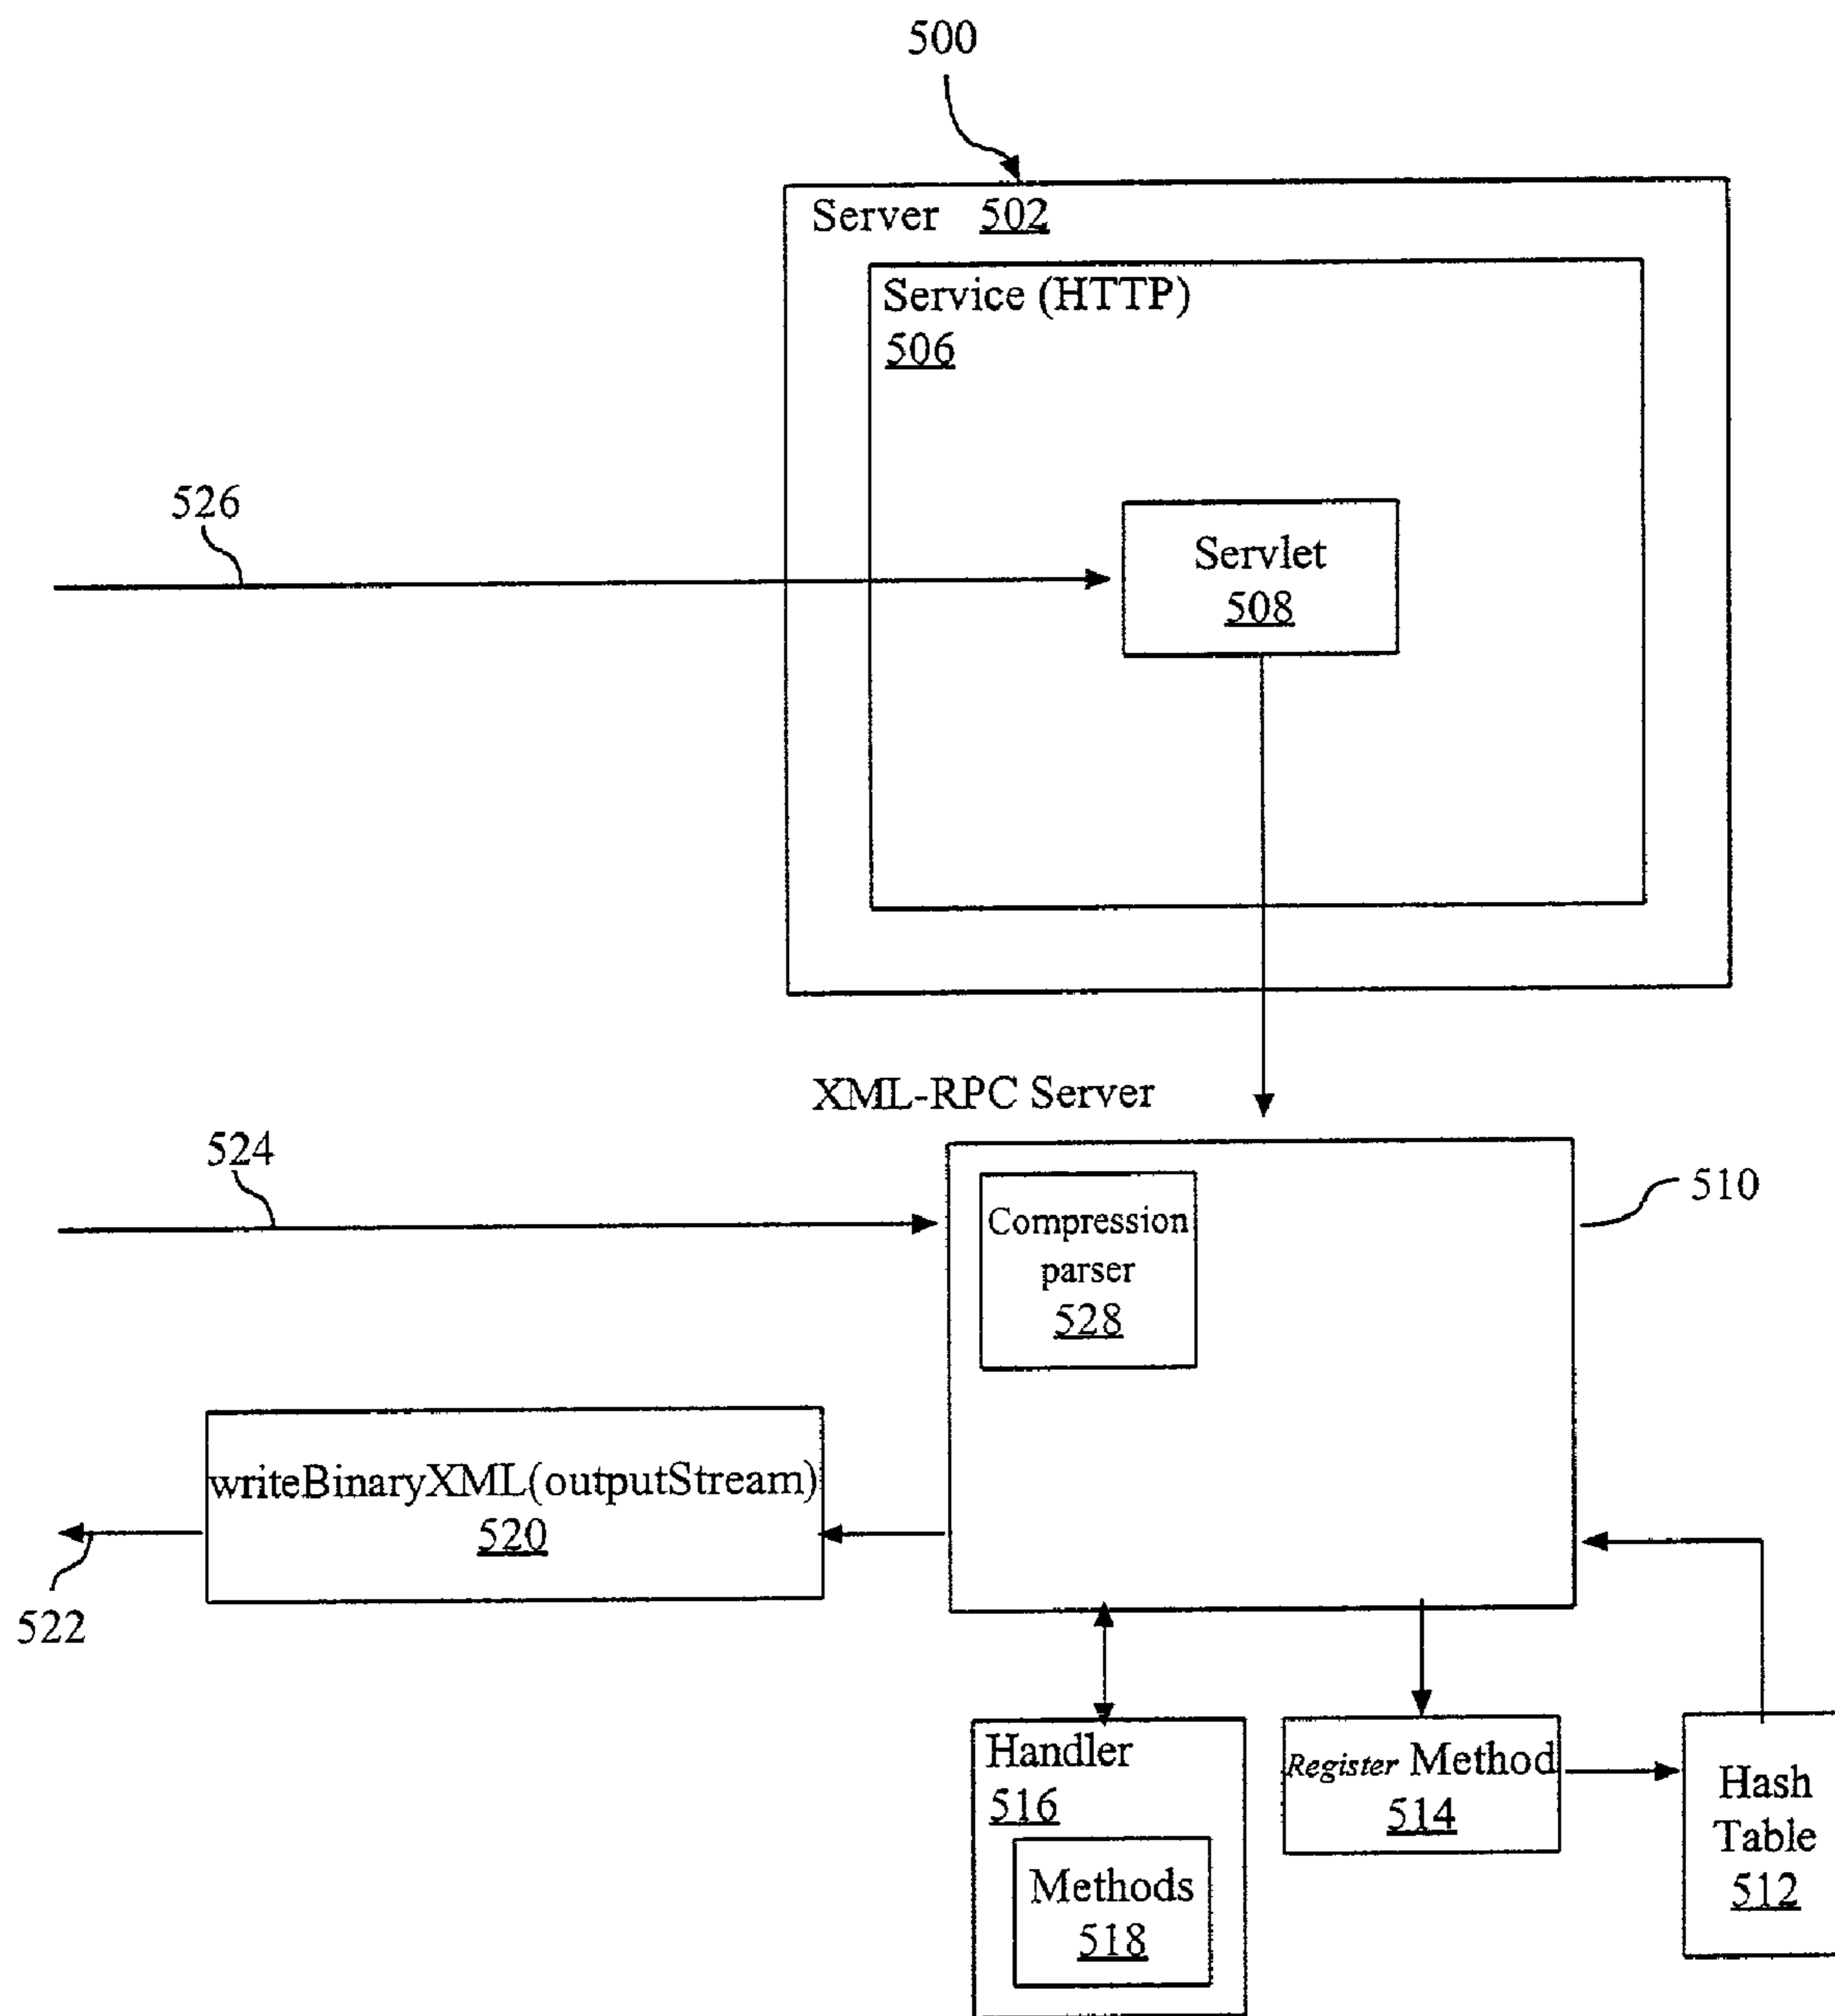 500
Server 502
Service (HTTP)
506
526
Servlet
508
XML-RPC Server
524
510
Compression
parser
528
writeBinaryXML(outputStream)
520
522
Handler
516
Register Method
514
Hash
Table
512
Methods
518